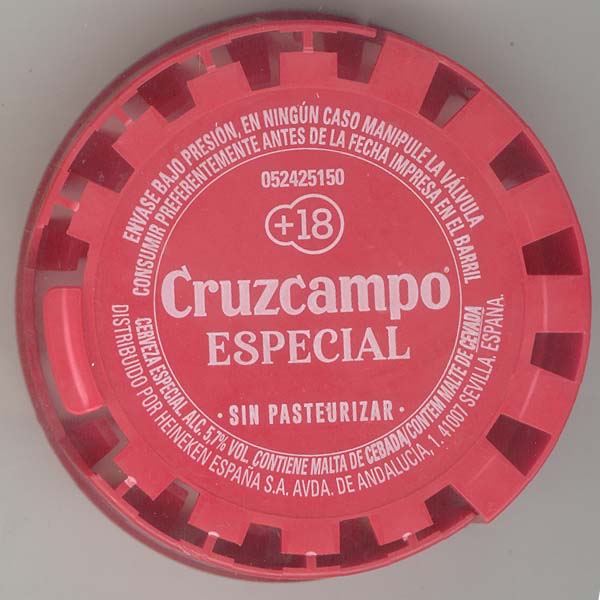 ENVASE BAJO PRESIÓN, EN NINGÚN CASO MANIPULE LA VÁLVULA
CONSUMIR PREFERENTEMENTE ANTES DE LA FECHA IMPRESA EN EL BARRIL
052425150
+18
Cruzcampo®
ESPECIAL
· SIN PASTEURIZAR ·
CERVEZA ESPECIAL ALC. 5,7% VOL. CONTIENE MALTA DE CEBADA/CONTEM MALTE DE CEVADA
DISTRIBUIDO POR HEINEKEN ESPAÑA S.A. AVDA. DE ANDALUCÍA, 1. 41007 SEVILLA. ESPAÑA.